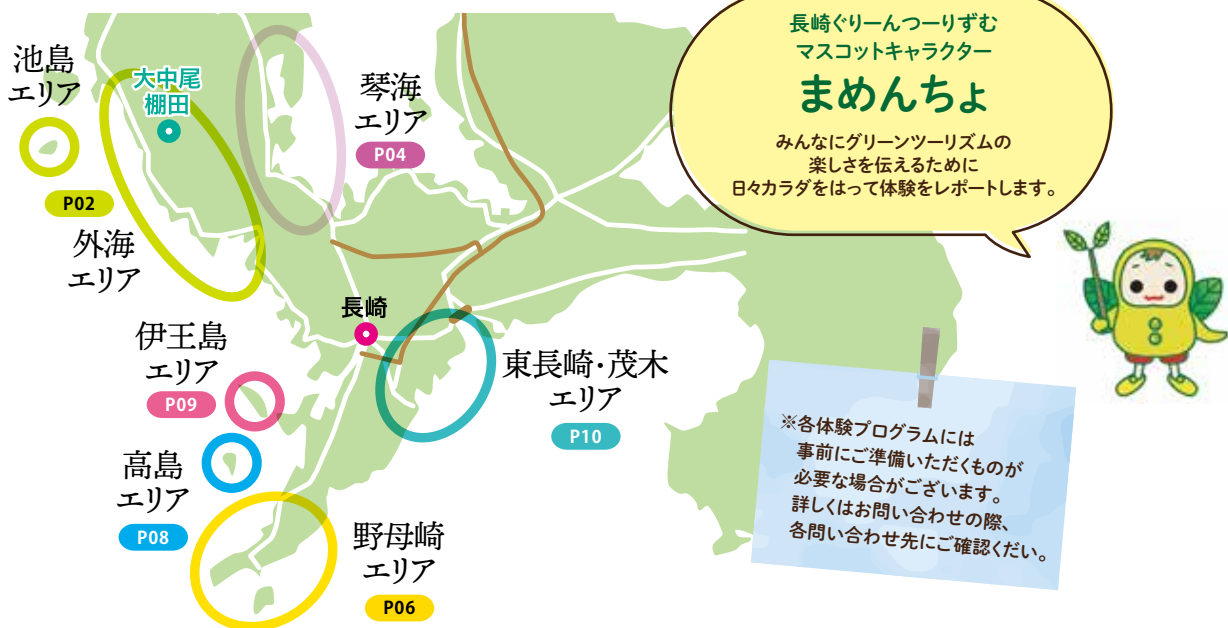 池島
エリア
大中尾
棚田
P02
外海
エリア
琴海
エリア
P04
長崎
伊王島
エリア
P09
高島
エリア
P08
野母崎
エリア
P06
東長崎・茂木
エリア
P10
長崎ぐりーんつーりずむ
マスコットキャラクター
まめんちょ
みんなにグリーンツーリズムの
楽しさを伝えるために
日々カラダをはって体験をレポートします。
※各体験プログラムには
事前にご準備いただくものが
必要な場合がございます。
詳しくはお問い合わせの際、
各問い合わせ先にご確認くだい。